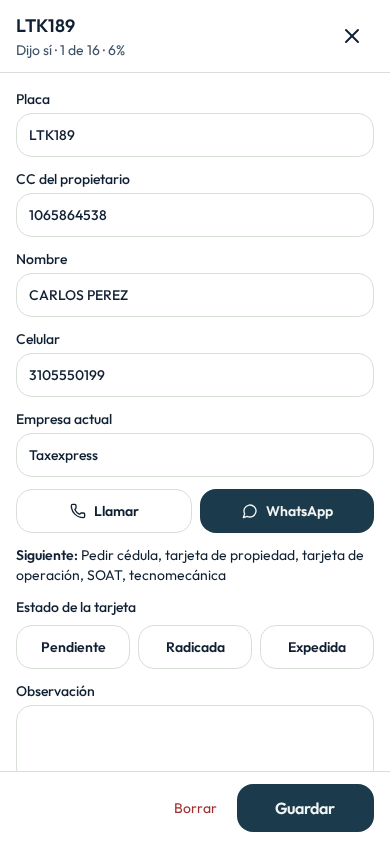 LTK189
Dijo sí · 1 de 16 · 6%
Placa
LTK189
CC del propietario
1065864538
Nombre
CARLOS PEREZ
Celular
3105550199
Empresa actual
Taxexpress
Llamar
WhatsApp
Siguiente: Pedir cédula, tarjeta de propiedad, tarjeta de
operación, SOAT, tecnomecánica
Estado de la tarjeta
Pendiente
Radicada
Expedida
Observación
Borrar
Guardar